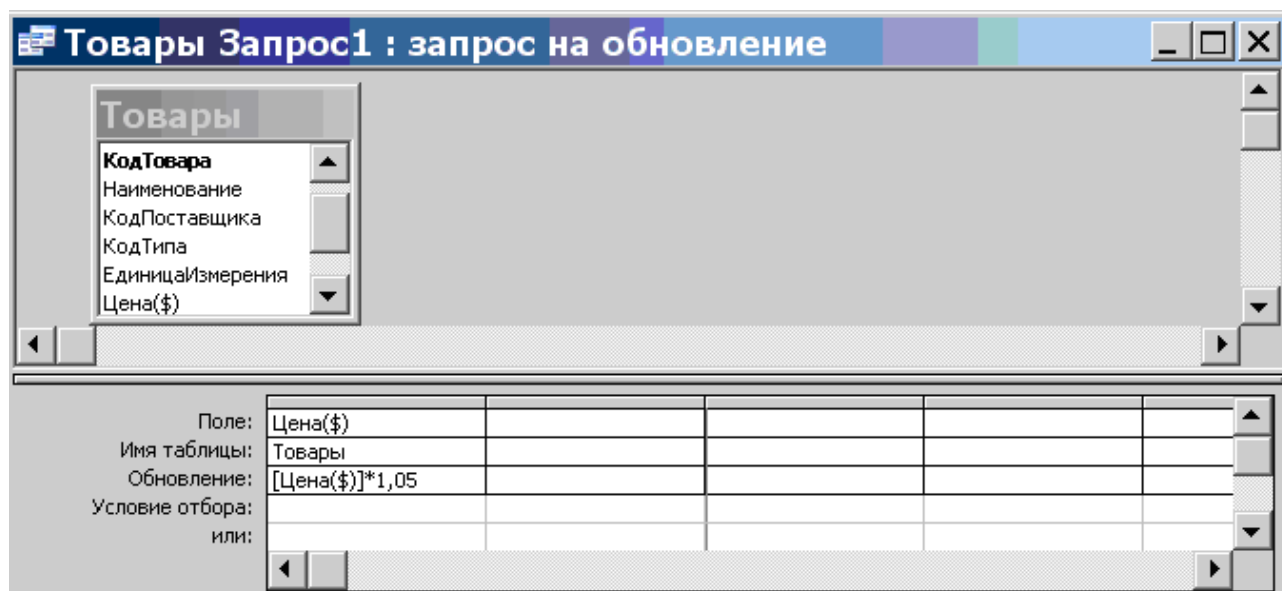 Товары Запрос1 : запрос на обновление
Товары
КодТовара
Наименование
КодПоставщика
КодТипа
ЕдиницаИзмерения
Цена($)
Поле: Цена($)
Имя таблицы: Товары
Обновление: [Цена($)]*1,05
Условие отбора:
или: